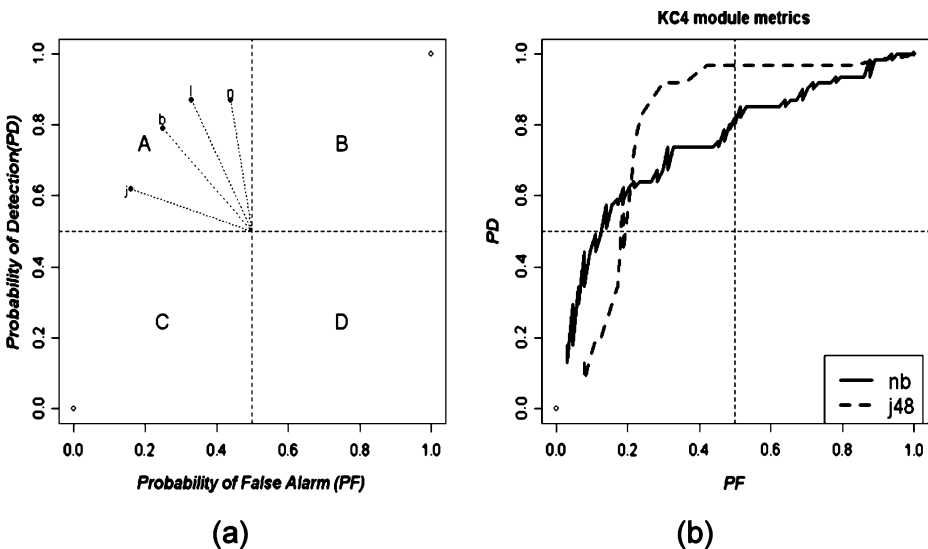 Probability of Detection(PD)
1.0
0.8
0.6
0.4
0.2
0.0
l
n
b
j
A
B
C
D
0.0
0.2
0.4
0.6
0.8
1.0
Probability of False Alarm (PF)
(a)
KC4 module metrics
PD
1.0
0.8
0.6
0.4
0.2
0.0
nb
j48
0.0
0.2
0.4
0.6
0.8
1.0
PF
(b)